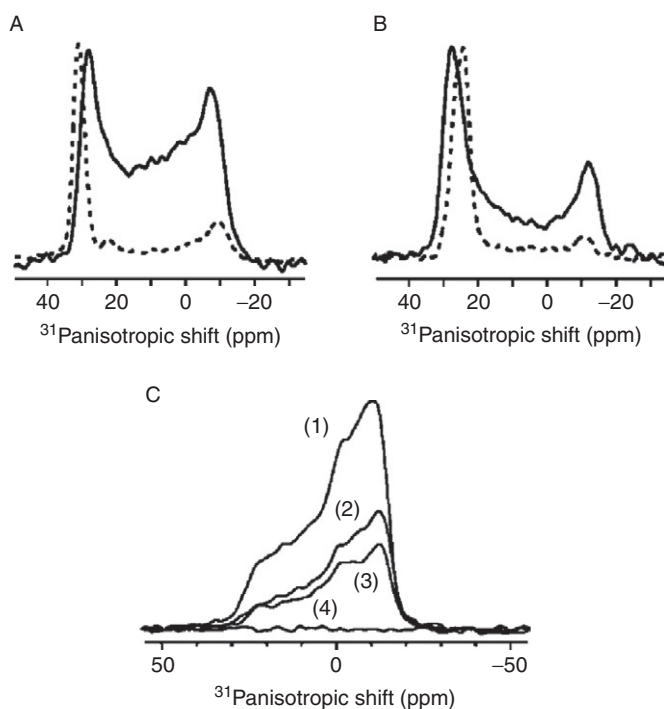 A
B
40 20 0 −20
40 20 0 −20
³¹Panisotropic shift (ppm)
³¹Panisotropic shift (ppm)
C
(1)
(2)
(3)
(4)
50 0 −50
³¹Panisotropic shift (ppm)